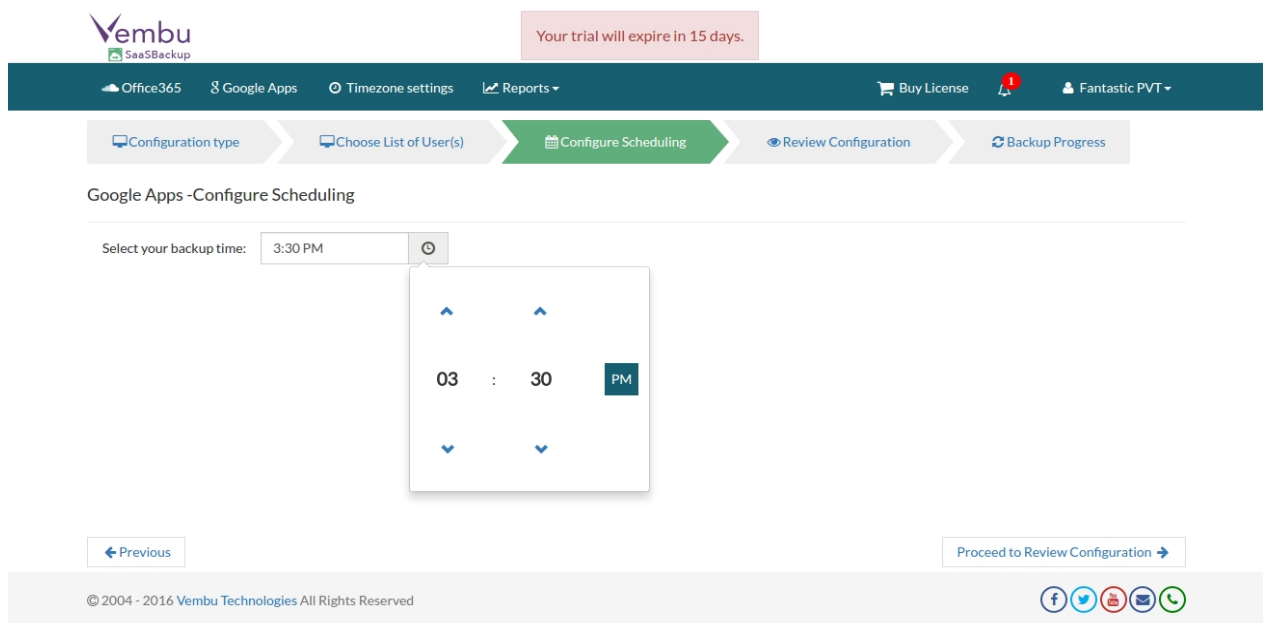 Vembu
SaaSBackup
Your trial will expire in 15 days.
Office365 Google Apps Timezone settings Reports Buy License 1 Fantastic PVT
Configuration type Choose List of User(s) Configure Scheduling Review Configuration Backup Progress
Google Apps -Configure Scheduling
Select your backup time: 3:30 PM
03 : 30 PM
Previous Proceed to Review Configuration
© 2004 - 2016 Vembu Technologies All Rights Reserved